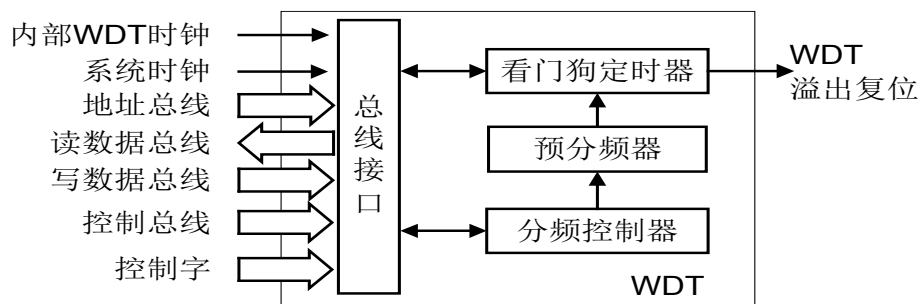 内部WDT时钟
系统时钟
地址总线
读数据总线
写数据总线
控制总线
控制字
总线接口
看门狗定时器
预分频器
分频控制器
WDT
WDT
溢出复位